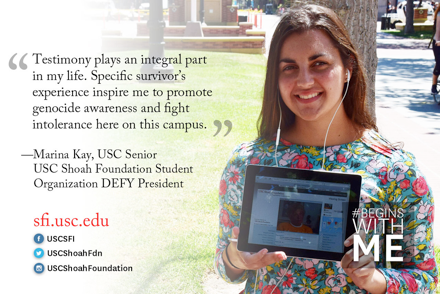 “ Testimony plays an integral part
in my life. Specific survivor's
experience inspire me to promote
genocide awareness and fight
intolerance here on this campus. ”
—Marina Kay, USC Senior
USC Shoah Foundation Student
Organization DEFY President
sfi.usc.edu
USCSFI
USCShoahFdn
USCShoahFoundation
#BEGINS
WITH
ME